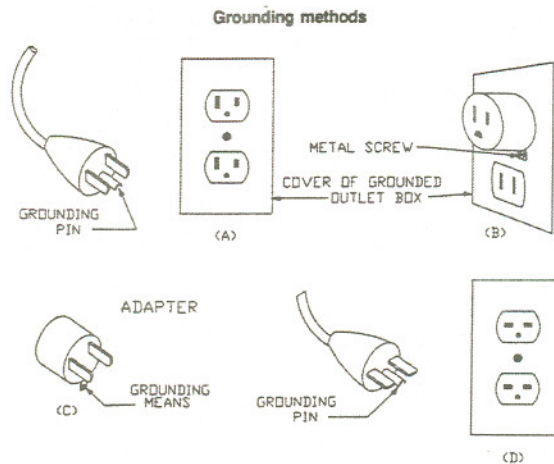 Grounding methods
METAL SCREW
COVER OF GROUNDED
OUTLET BOX
GROUNDING
PIN
(A)
(B)
ADAPTER
GROUNDING
MEANS
(C)
GROUNDING
PIN
(D)